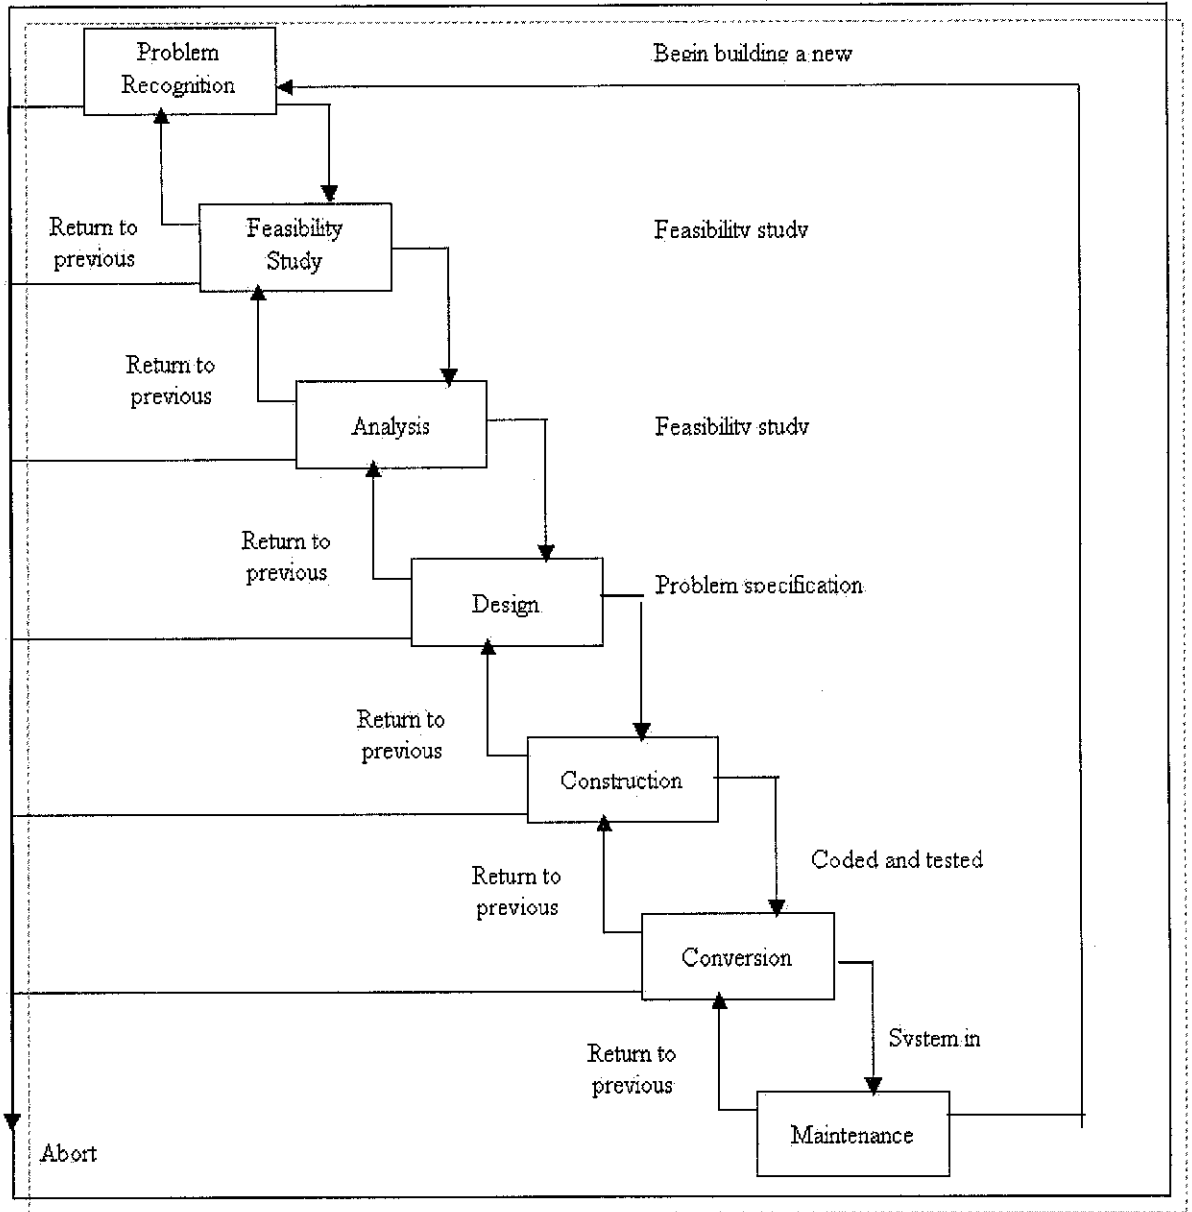 Problem
Recognition
Begin building a new
Return to
previous
Feasibility
Study
Feasibility study
Return to
previous
Analysis
Feasibility study
Return to
previous
Design
Problem specification
Return to
previous
Construction
Coded and tested
Return to
previous
Conversion
System in
Return to
previous
Maintenance
Abort